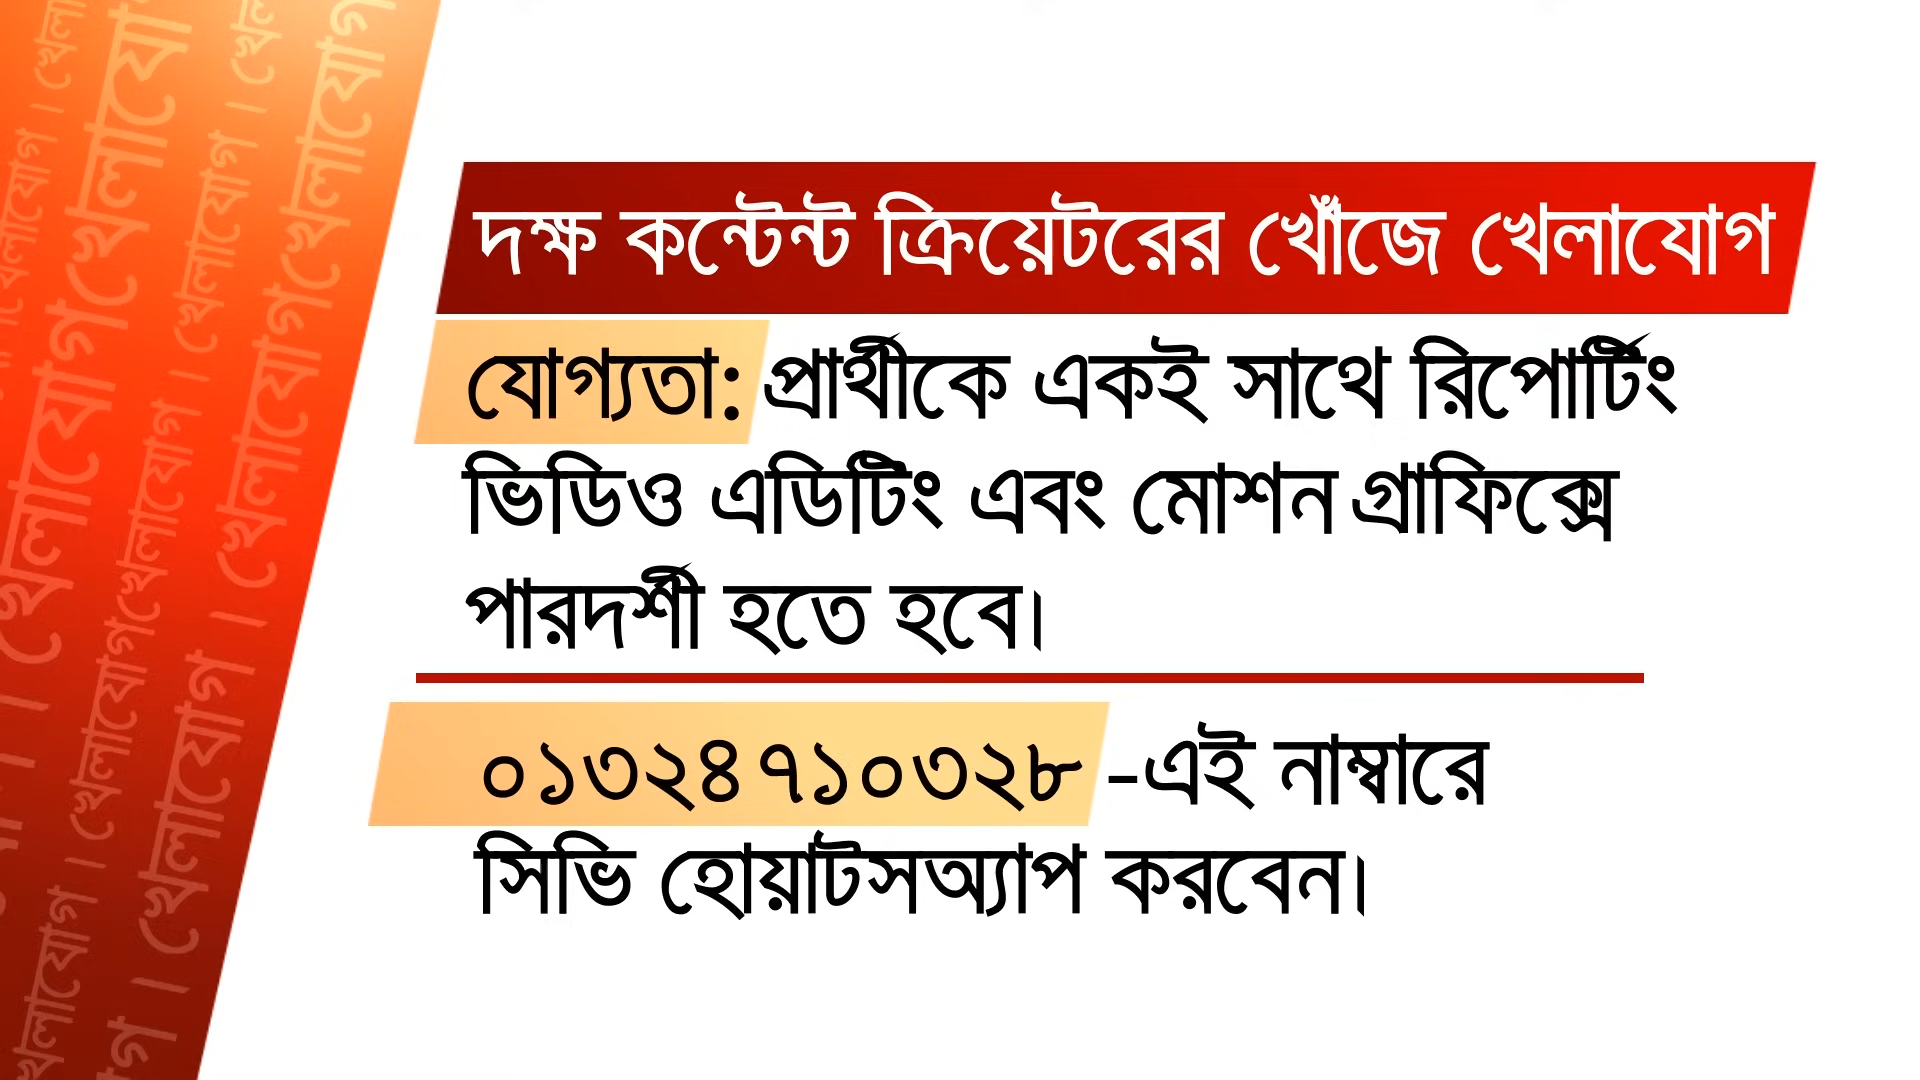 দক্ষ কন্টেন্ট ক্রিয়েটরের খোঁজে খেলাযোগ
যোগ্যতা: প্রার্থীকে একই সাথে রিপোর্টিং
ভিডিও এডিটিং এবং মোশন গ্রাফিক্সে
পারদর্শী হতে হবে।
০১৩২৪৭১০৩২৮ -এই নাম্বারে
সিভি হোয়াটসঅ্যাপ করবেন।